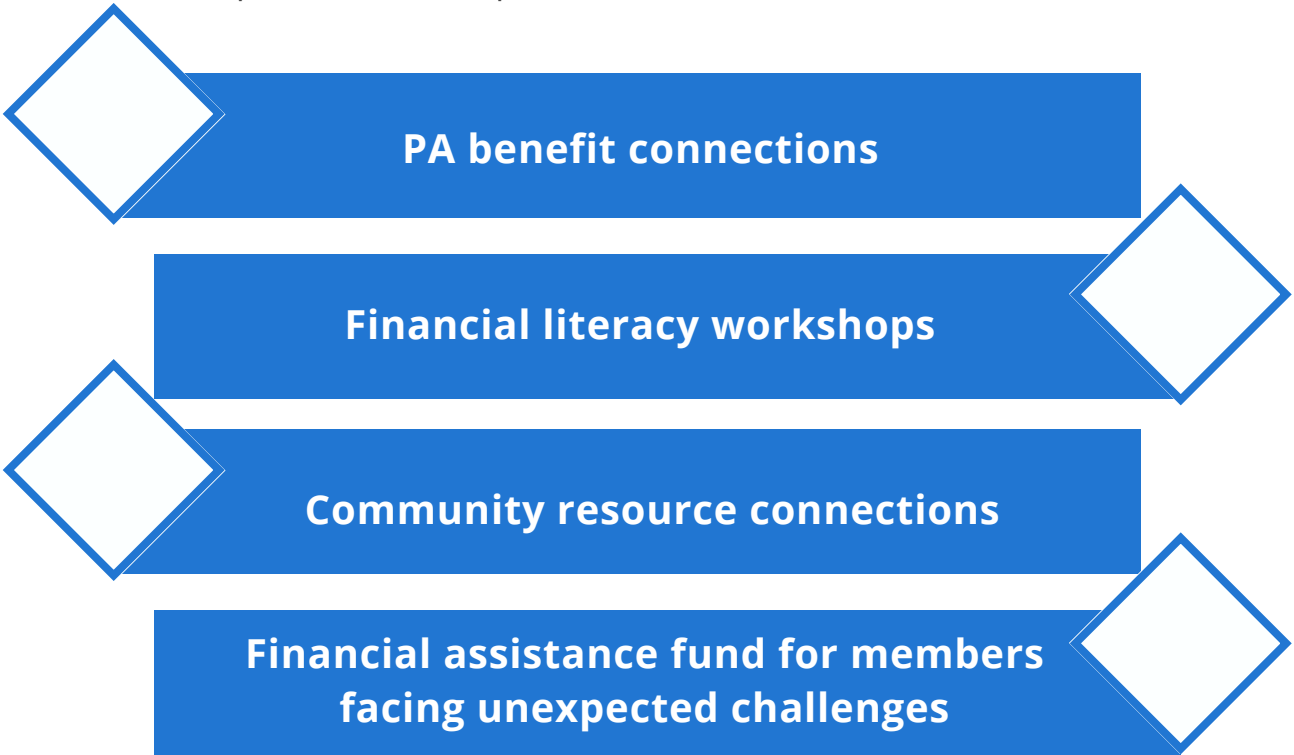 PA benefit connections
Financial literacy workshops
Community resource connections
Financial assistance fund for members
facing unexpected challenges